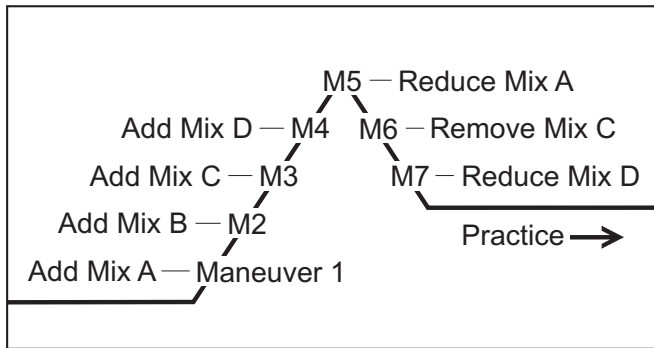 M5 — Reduce Mix A
Add Mix D — M4
M6 — Remove Mix C
Add Mix C — M3
M7 — Reduce Mix D
Add Mix B — M2
Practice →
Add Mix A — Maneuver 1